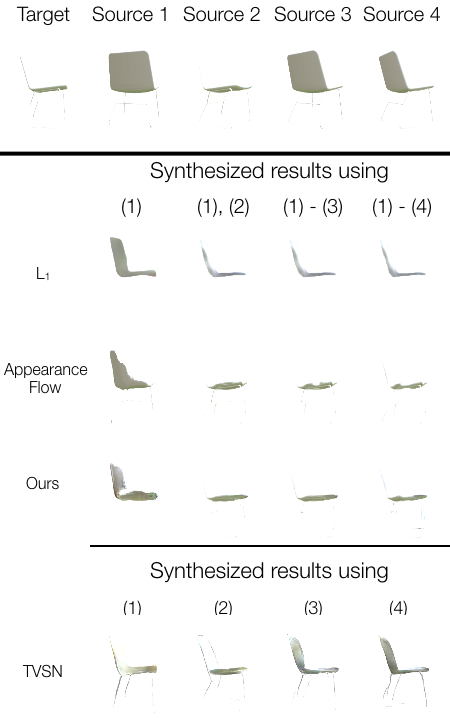 Target Source 1 Source 2 Source 3 Source 4
Synthesized results using
(1) (1), (2) (1) - (3) (1) - (4)
L₁
Appearance
Flow
Ours
Synthesized results using
(1) (2) (3) (4)
TVSN